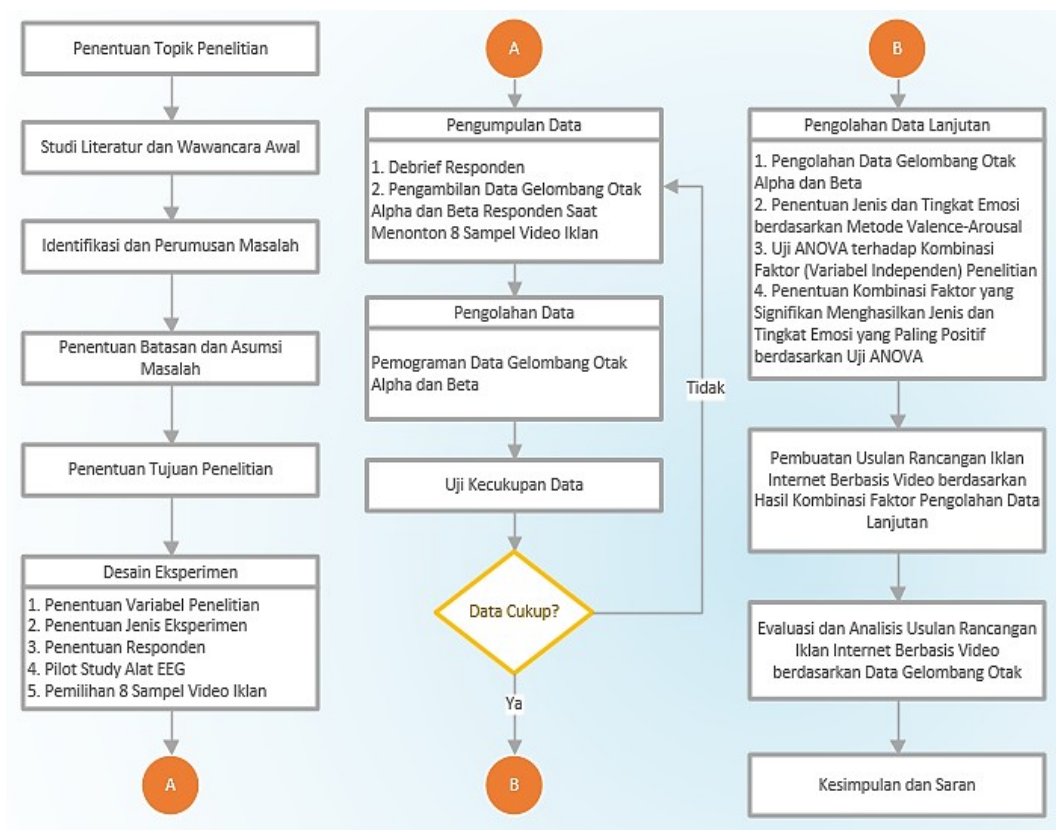 Penentuan Topik Penelitian
Studi Literatur dan Wawancara Awal
Identifikasi dan Perumusan Masalah
Penentuan Batasan dan Asumsi
Masalah
Penentuan Tujuan Penelitian
Desain Eksperimen
1. Penentuan Variabel Penelitian
2. Penentuan Jenis Eksperimen
3. Penentuan Responden
4. Pilot Study Alat EEG
5. Pemilihan 8 Sampel Video Iklan
A
A
Pengumpulan Data
1. Debrief Responden
2. Pengambilan Data Gelombang Otak
Alpha dan Beta Responden Saat
Menonton 8 Sampel Video Iklan
Pengolahan Data
Pemograman Data Gelombang Otak
Alpha dan Beta
Uji Kecukupan Data
Data Cukup?
Tidak
Ya
B
B
Pengolahan Data Lanjutan
1. Pengolahan Data Gelombang Otak
Alpha dan Beta
2. Penentuan Jenis dan Tingkat Emosi
berdasarkan Metode Valence-Arousal
3. Uji ANOVA terhadap Kombinasi
Faktor (Variabel Independen) Penelitian
4. Penentuan Kombinasi Faktor yang
Signifikan Menghasilkan Jenis dan
Tingkat Emosi yang Paling Positif
berdasarkan Uji ANOVA
Pembuatan Usulan Rancangan Iklan
Internet Berbasis Video berdasarkan
Hasil Kombinasi Faktor Pengolahan Data
Lanjutan
Evaluasi dan Analisis Usulan Rancangan
Iklan Internet Berbasis Video
berdasarkan Data Gelombang Otak
Kesimpulan dan Saran